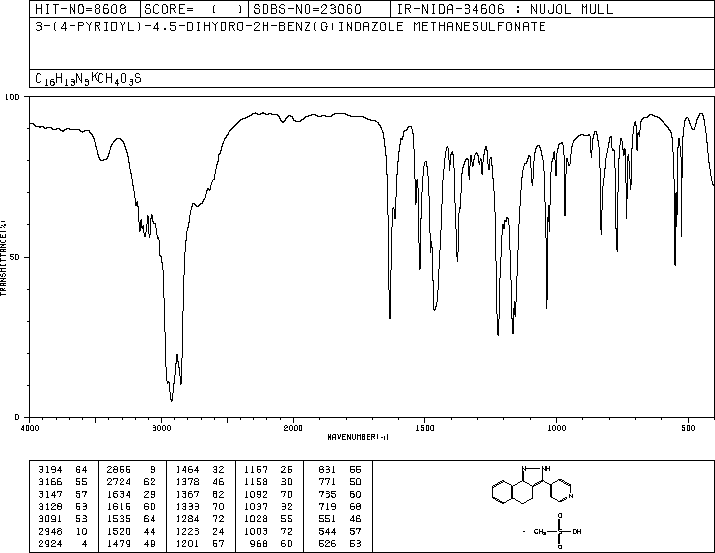 HIT-NO=8608 SCORE= ( ) SDBS-NO=23060 IR-NIDA-34606 : NUJOL MULL
3-(4-PYRIDYL)-4,5-DIHYDRO-2H-BENZ(G)INDAZOLE METHANESULFONATE
C16H13N3·CH4O3S
100
50
0
TRANSMITTANCE(%)
4000 3000 2000 1500 1000 500
WAVENUMBER(-1)
3194 64 2866 9 1464 32 1167 26 831 55
3166 55 2724 62 1378 46 1158 30 771 50
3147 57 1634 29 1367 82 1092 70 735 60
3128 53 1616 60 1333 70 1037 32 719 68
3091 53 1535 64 1284 72 1028 55 551 46
2948 10 1520 44 1223 24 1003 72 544 57
2924 4 1479 49 1201 57 968 60 526 53
N NH
N
O
CH3 S OH
O